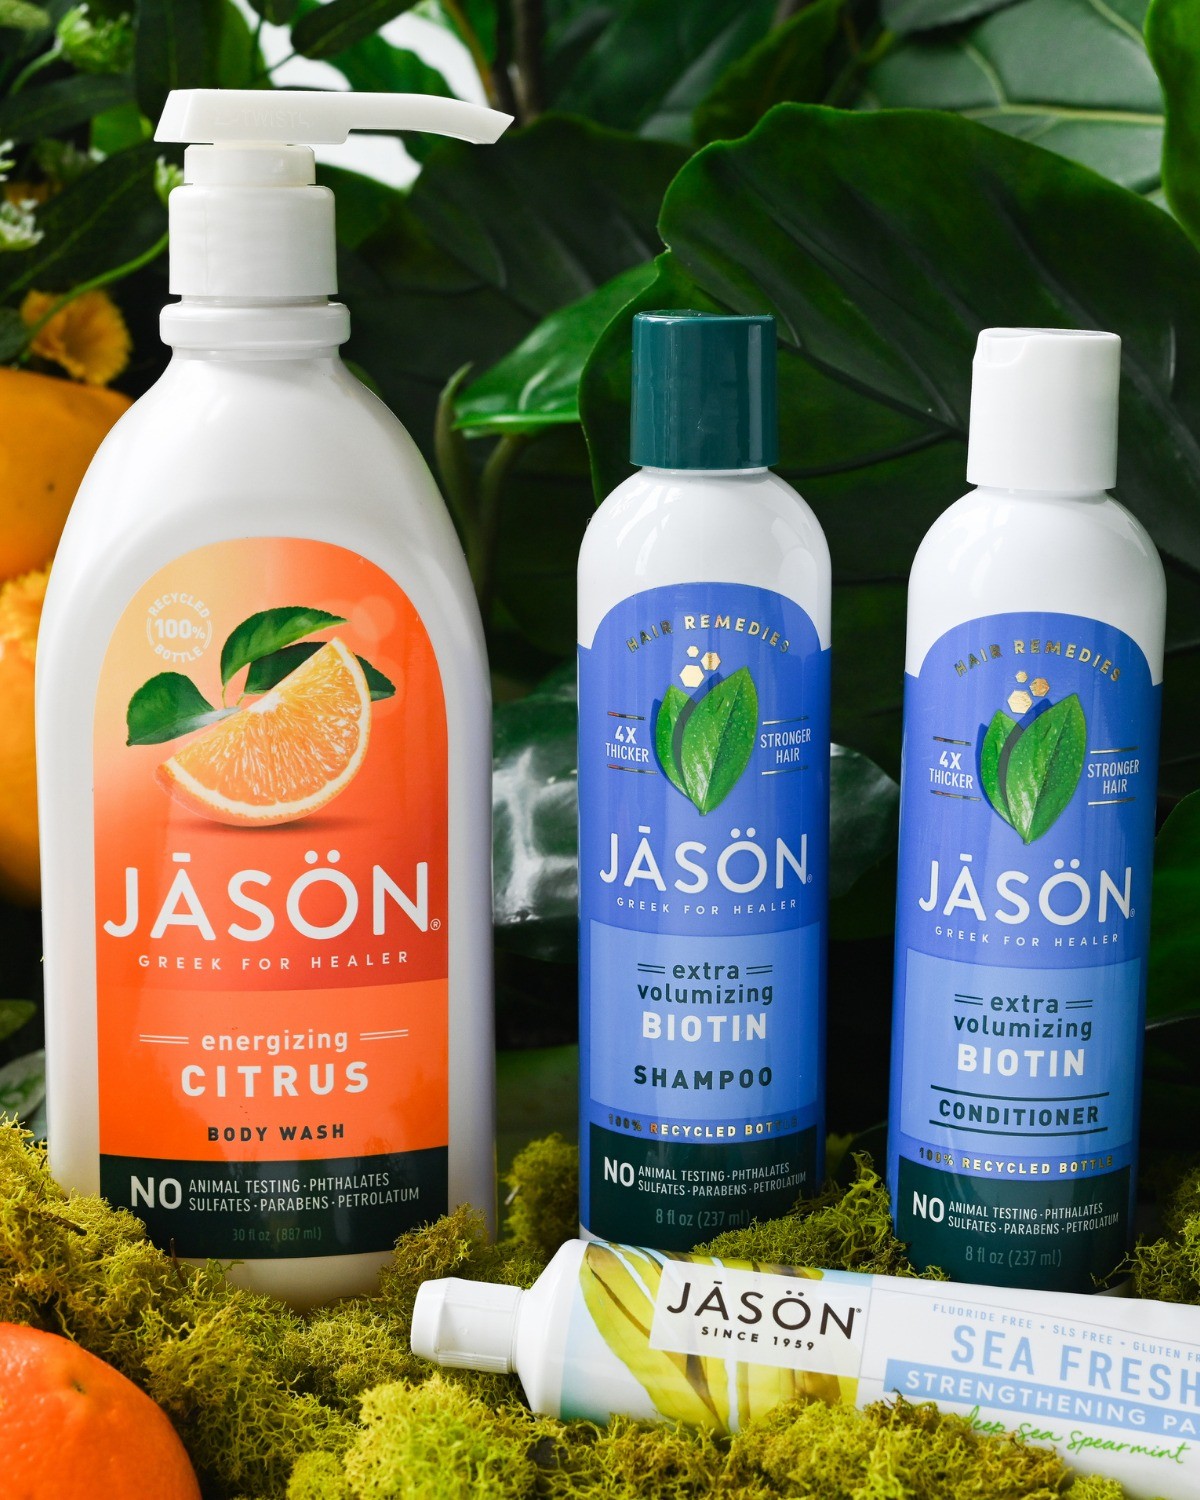 RECYCLED
100%
BOTTLE
JĀSÖN®
GREEK FOR HEALER
energizing
CITRUS
BODY WASH
NO ANIMAL TESTING · PHTHALATES
SULFATES · PARABENS · PETROLATUM
30 fl oz (887 ml)
HAIR REMEDIES
4X
THICKER
STRONGER
HAIR
JĀSÖN®
GREEK FOR HEALER
extra
volumizing
BIOTIN
SHAMPOO
100% RECYCLED BOTTLE
NO ANIMAL TESTING · PHTHALATES
SULFATES · PARABENS · PETROLATUM
8 fl oz (237 ml)
HAIR REMEDIES
4X
THICKER
STRONGER
HAIR
JĀSÖN®
GREEK FOR HEALER
extra
volumizing
BIOTIN
CONDITIONER
100% RECYCLED BOTTLE
NO ANIMAL TESTING · PHTHALATES
SULFATES · PARABENS · PETROLATUM
8 fl oz (237 ml)
JĀSÖN®
SINCE 1959
FLUORIDE FREE • SLS FREE • GLUTEN FR
SEA FRESH
STRENGTHENING PA
deep sea spearmint